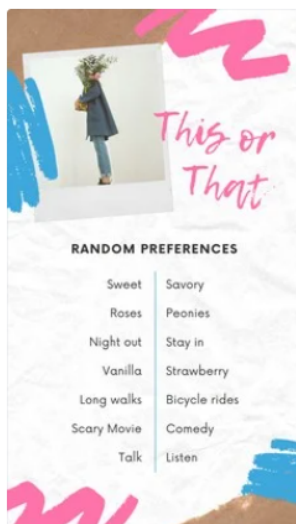 This or
That
RANDOM PREFERENCES
Sweet Savory
Roses Peonies
Night out Stay in
Vanilla Strawberry
Long walks Bicycle rides
Scary Movie Comedy
Talk Listen